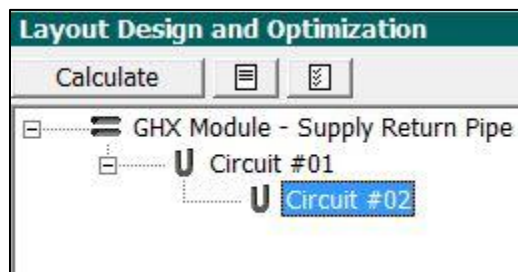 Layout Design and Optimization
Calculate
GHX Module - Supply Return Pipe
Circuit #01
Circuit #02